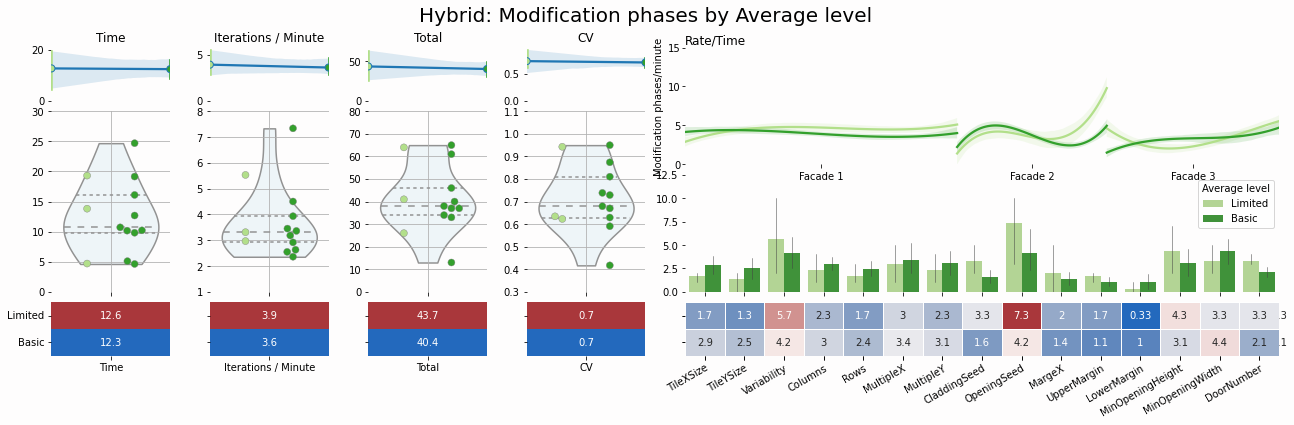 Hybrid: Modification phases by Average level
Time
Iterations / Minute
Total
CV
Rate/Time
20
0
5
0
50
0
0.5
0.0
Modification phases/minute
15
10
5
0
Facade 1
Facade 2
Facade 3
30
25
20
15
10
5
0
8
7
6
5
4
3
2
1
80
70
60
50
40
30
20
10
0
1.1
1.0
0.9
0.8
0.7
0.6
0.5
0.4
0.3
12.5
10.0
7.5
5.0
2.5
0.0
Average level
Limited
Basic
Limited 12.6 3.9 43.7 0.7 1.7 1.3 5.7 2.3 1.7 3 2.3 3.3 7.3 2 1.7 0.33 4.3 3.3 3.3 .3
Basic 12.3 3.6 40.4 0.7 2.9 2.5 4.2 3 2.4 3.4 3.1 1.6 4.2 1.4 1.1 1 3.1 4.4 2.1 .1
Time
Iterations / Minute
Total
CV
TileXSize
TileYSize
Variability
Columns
Rows
MultipleX
MultipleY
CladdingSeed
OpeningSeed
MargeX
UpperMargin
LowerMargin
MinOpeningHeight
MinOpeningWidth
DoorNumber